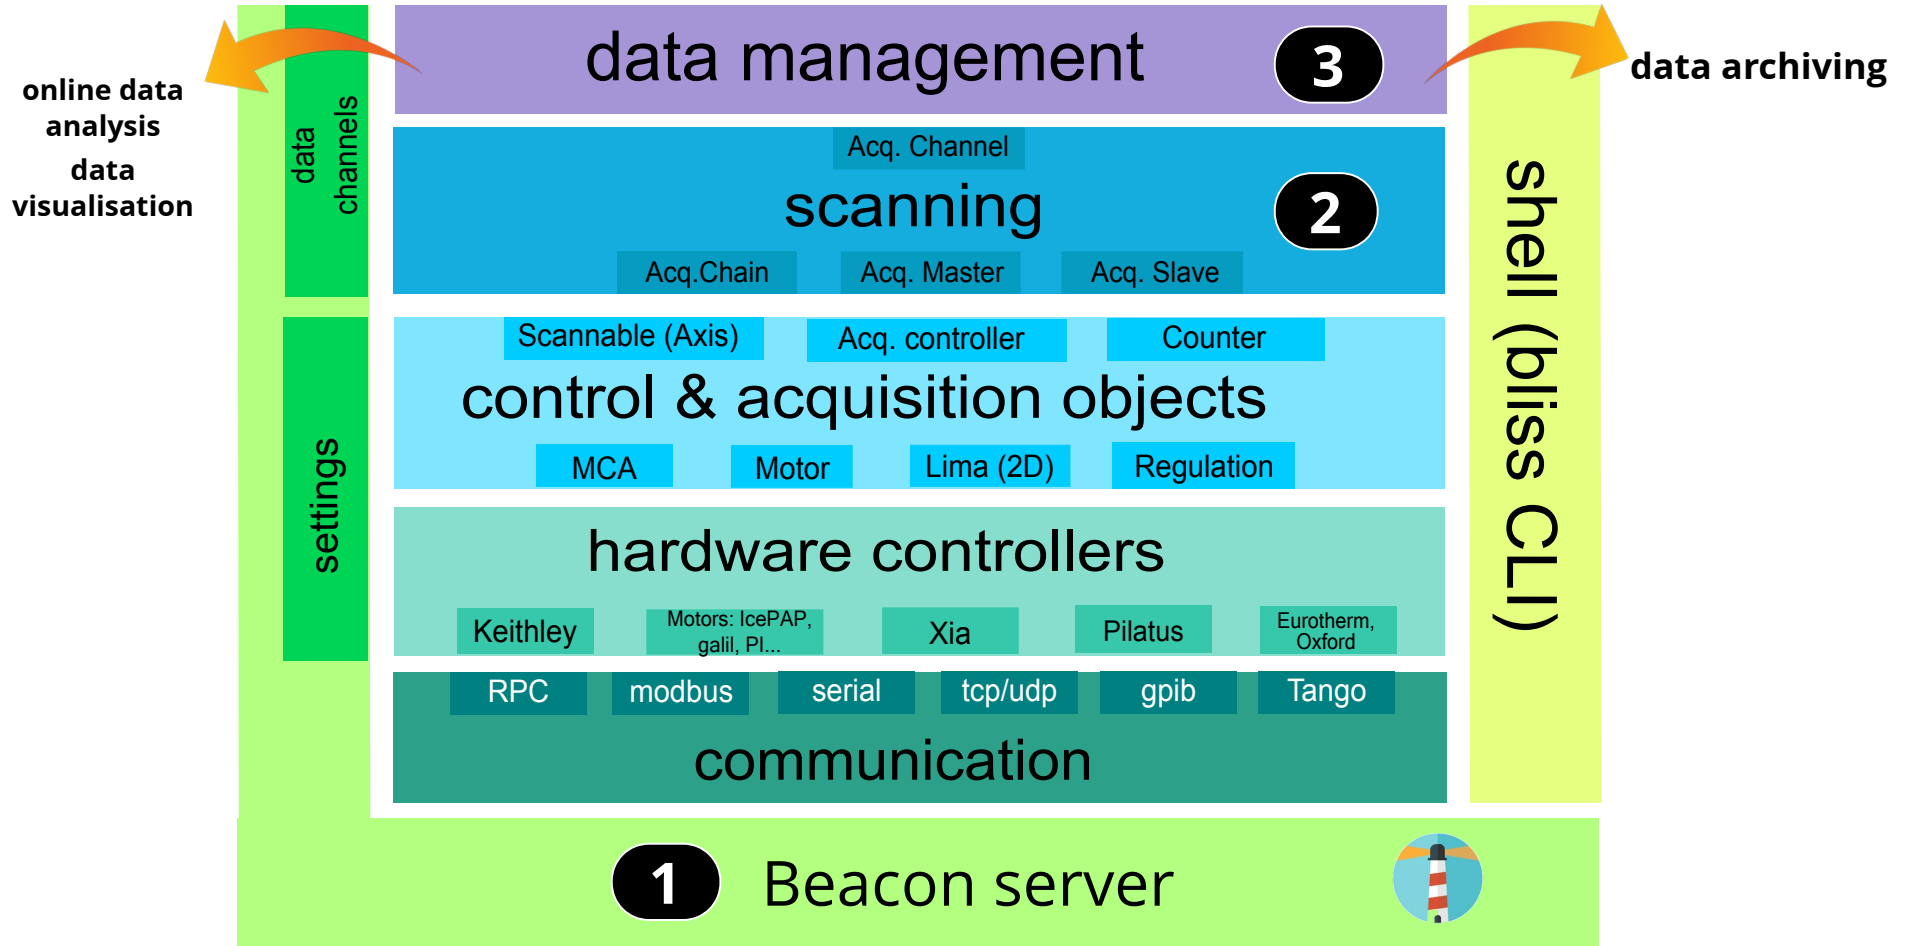 online data
analysis
data
visualisation
data
channels
settings
data management
3
data archiving
Acq. Channel
scanning
2
Acq.Chain
Acq. Master
Acq. Slave
Scannable (Axis)
Acq. controller
Counter
control & acquisition objects
MCA
Motor
Lima (2D)
Regulation
hardware controllers
Keithley
Motors: IcePAP,
galil, PI...
Xia
Pilatus
Eurotherm,
Oxford
RPC
modbus
serial
tcp/udp
gpib
Tango
communication
shell (bliss CLI)
1
Beacon server